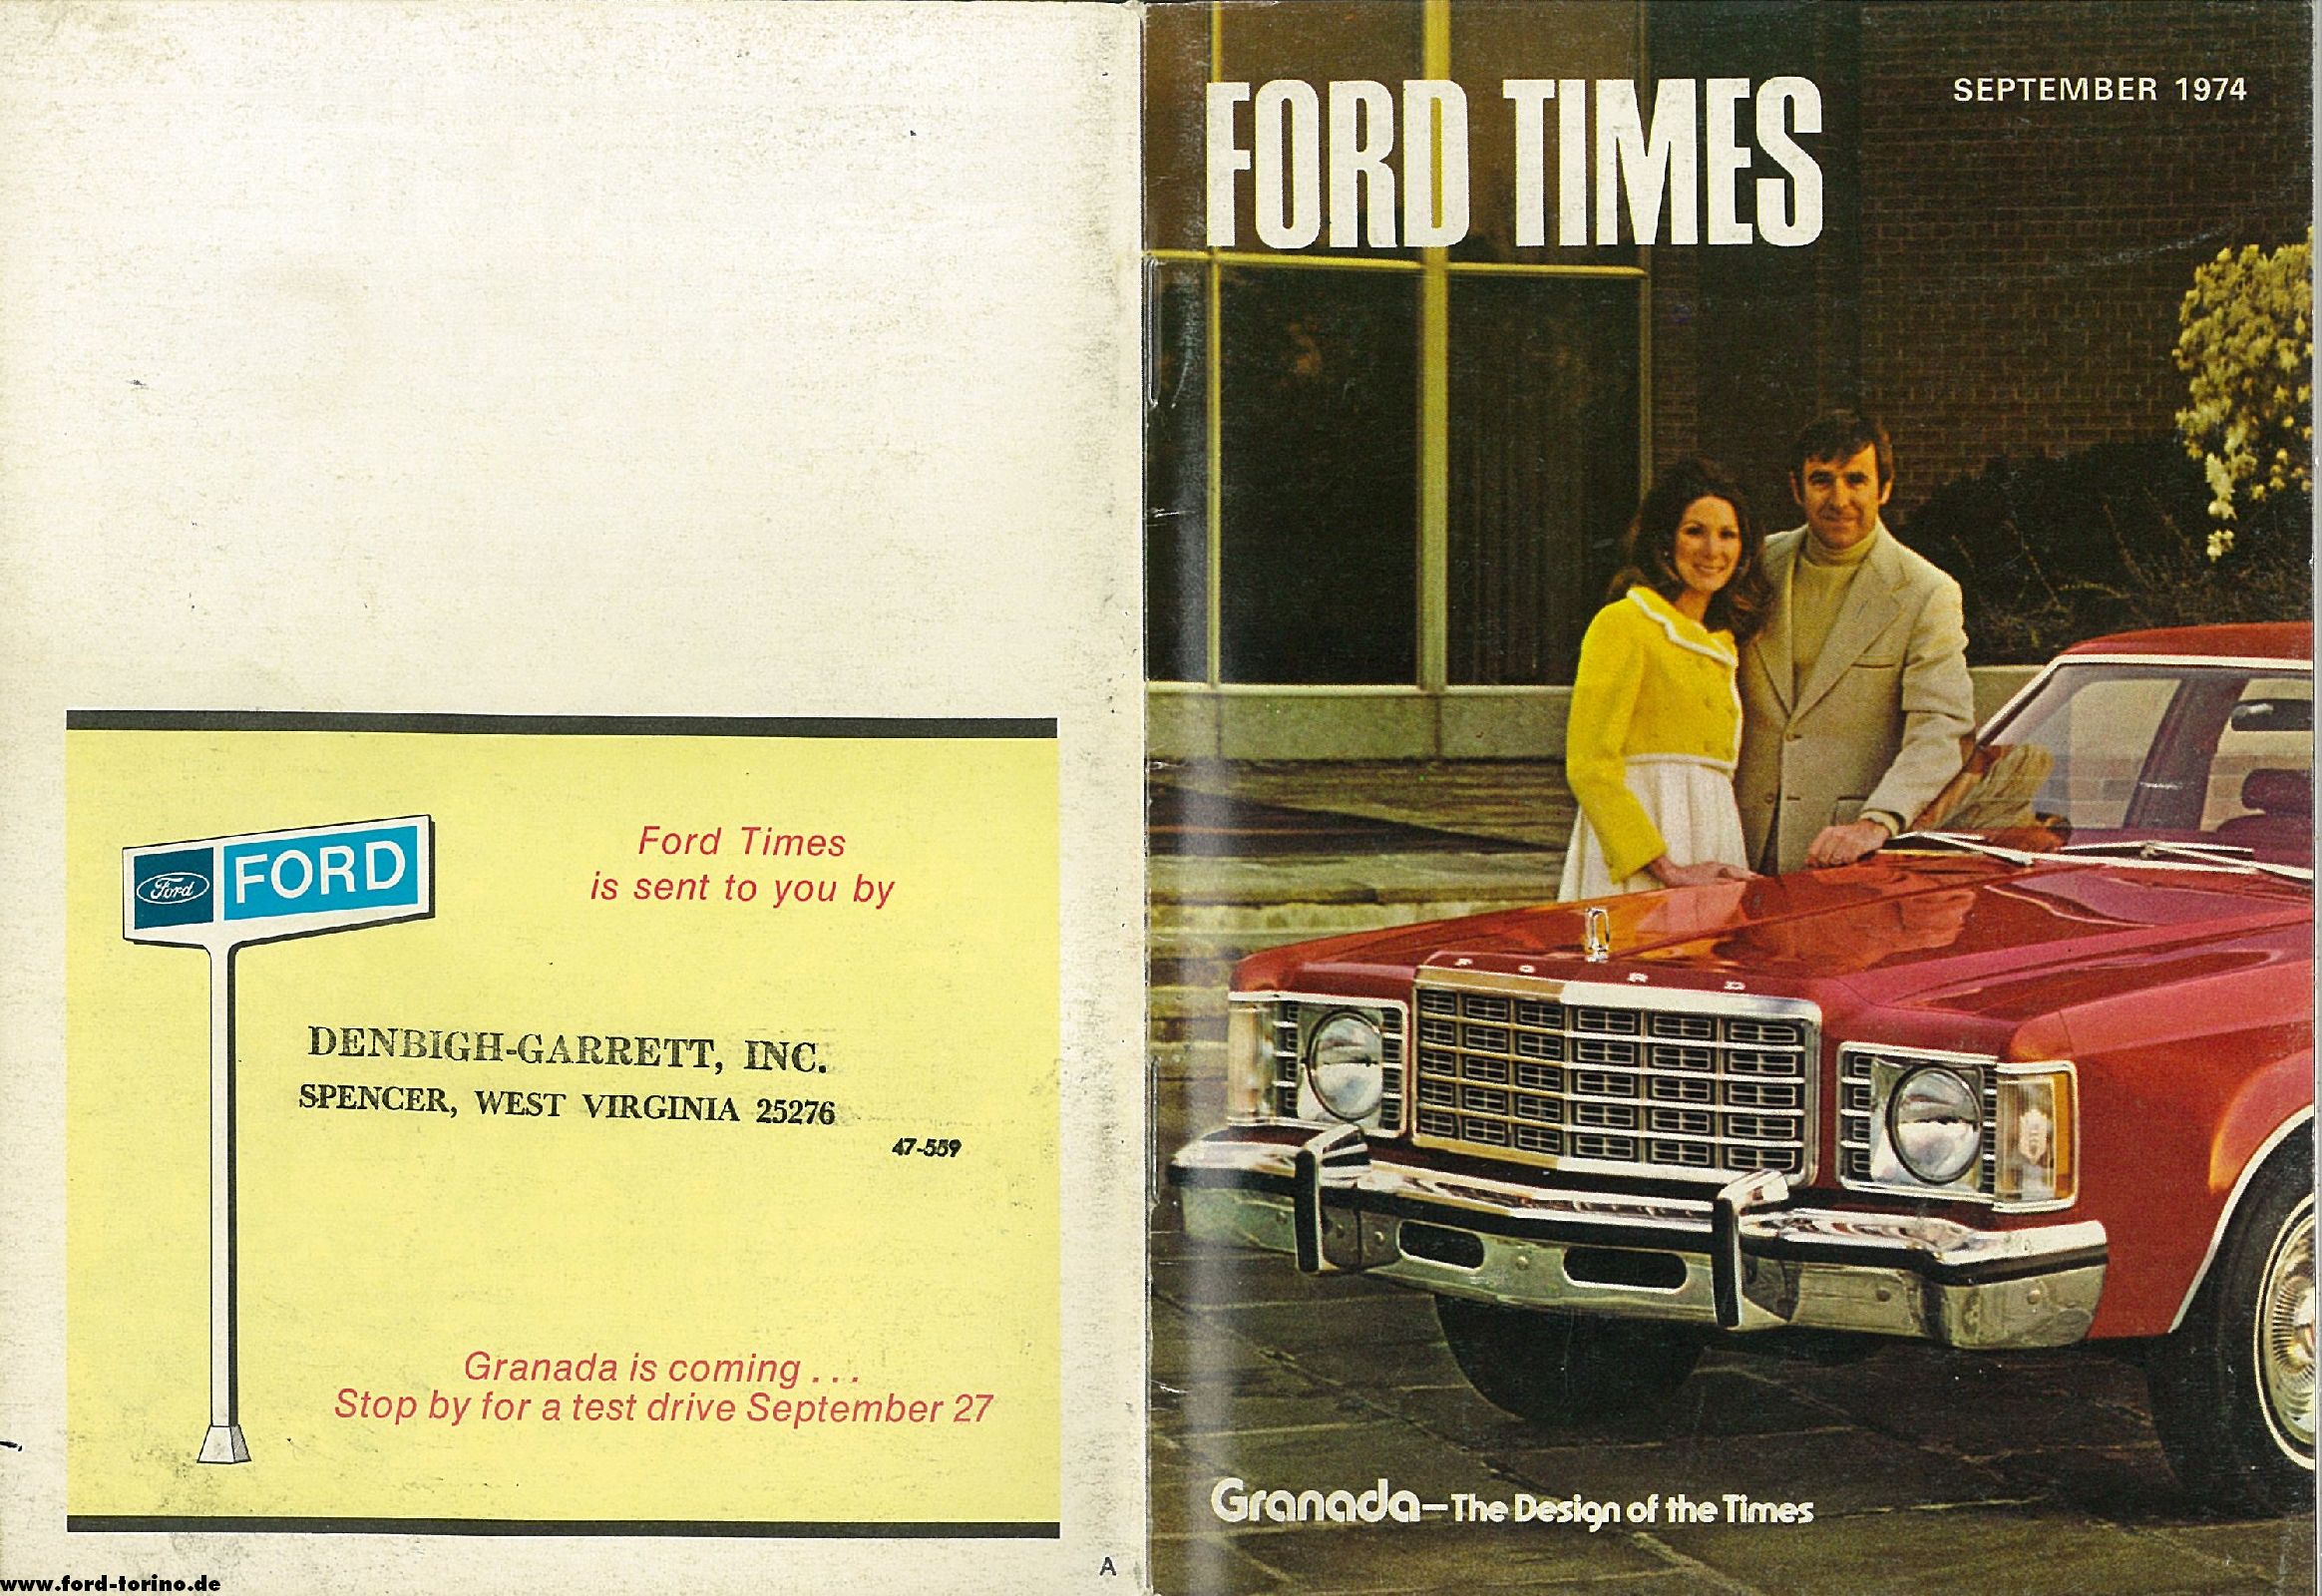 Ford
FORD
Ford Times
is sent to you by
DENBIGH-GARRETT, INC.
SPENCER, WEST VIRGINIA 25276
47-559
Granada is coming . . .
Stop by for a test drive September 27
A
www.ford-torino.de
FORD TIMES
SEPTEMBER 1974
FORD
Granada—The Design of the Times